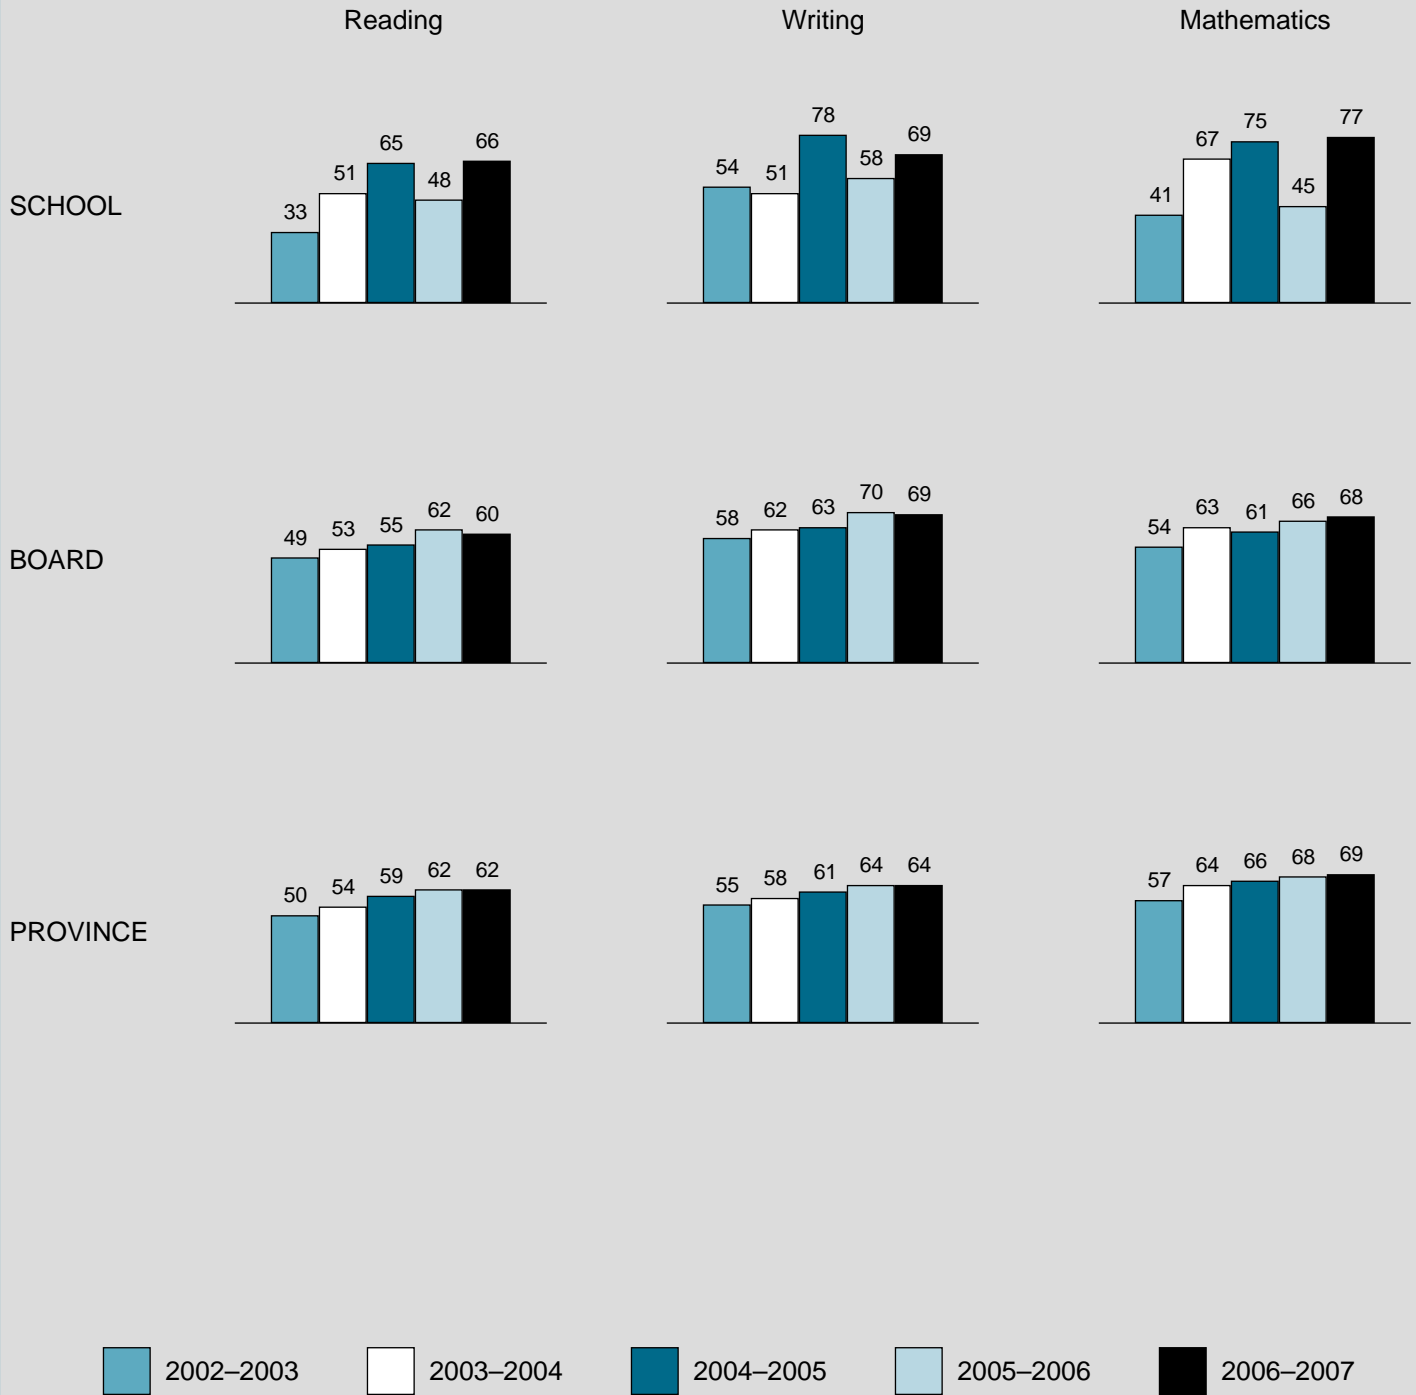 Reading Writing Mathematics
SCHOOL
33 51 65 48 66
54 51 78 58 69
41 67 75 45 77
BOARD
49 53 55 62 60
58 62 63 70 69
54 63 61 66 68
PROVINCE
50 54 59 62 62
55 58 61 64 64
57 64 66 68 69
2002–2003 2003–2004 2004–2005 2005–2006 2006–2007